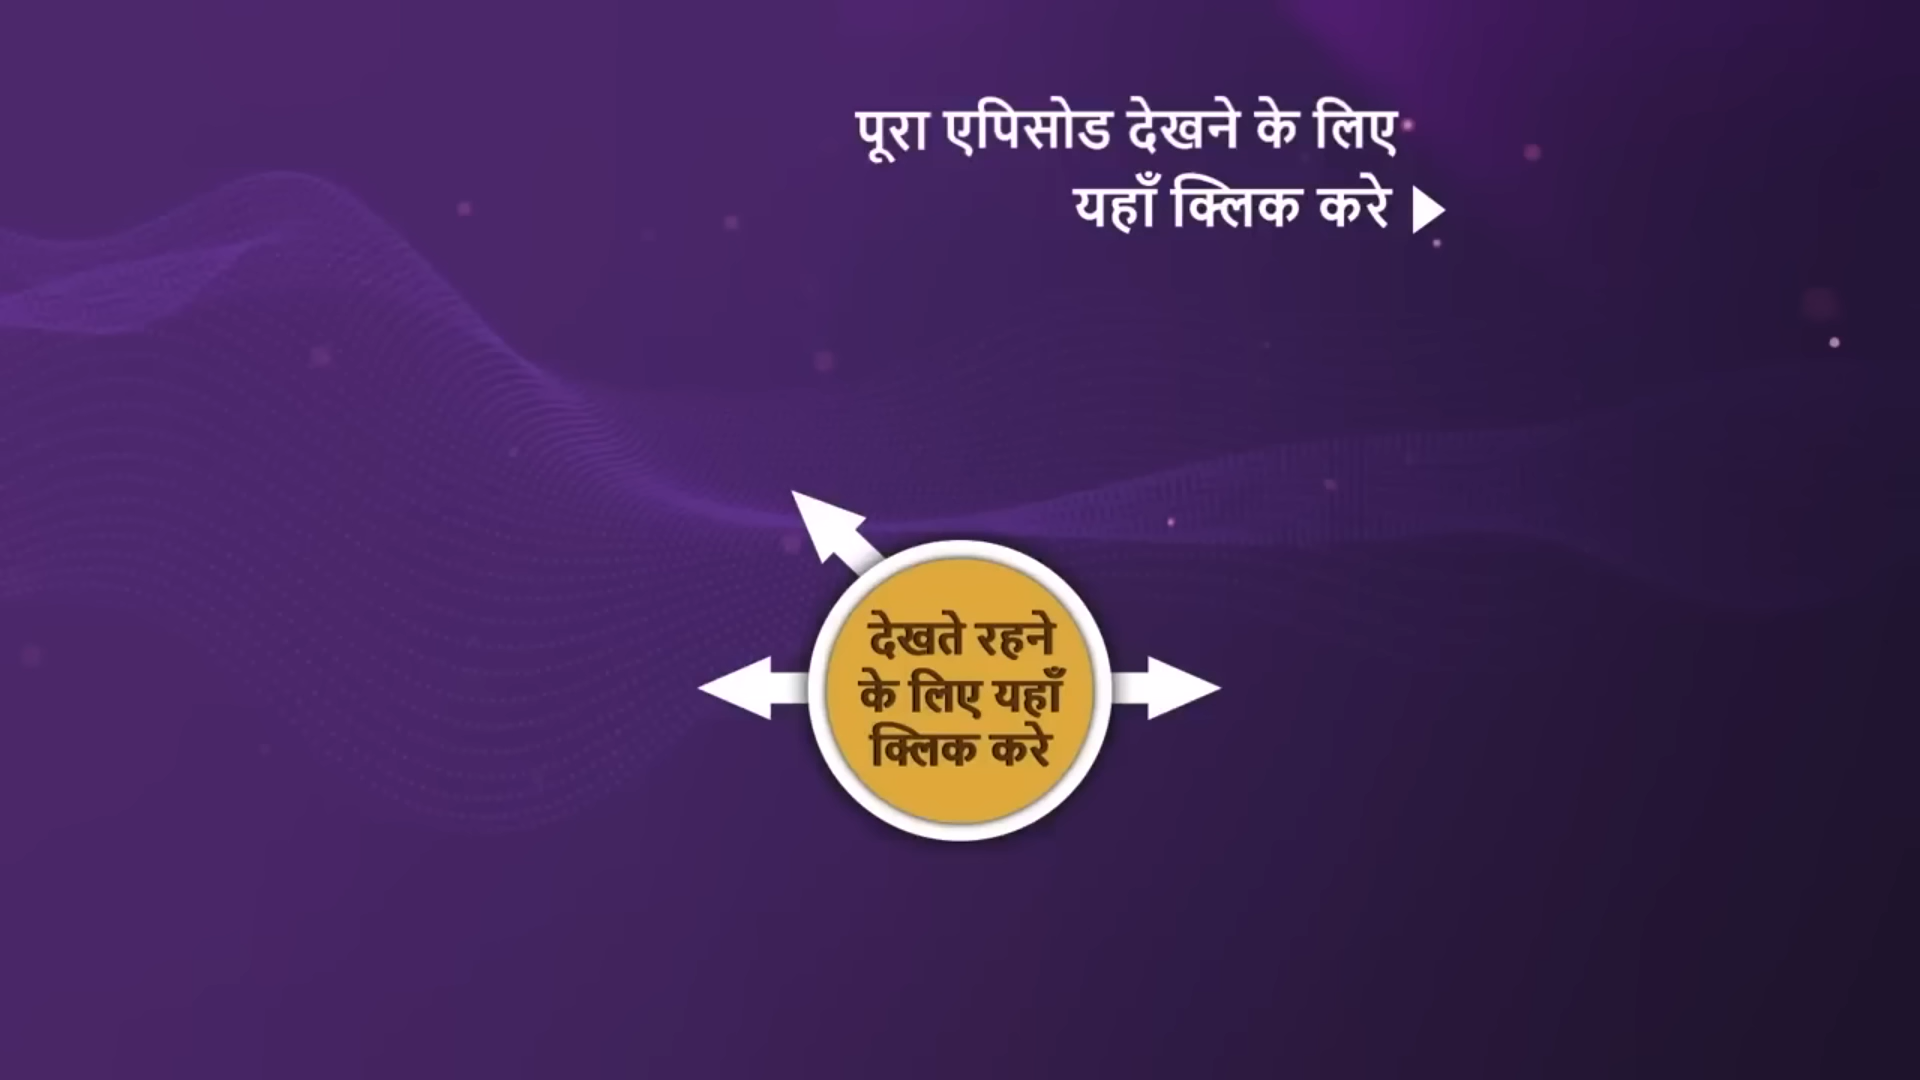 पूरा एपिसोड देखने के लिए
यहाँ क्लिक करे
देखते रहने
के लिए यहाँ
क्लिक करे